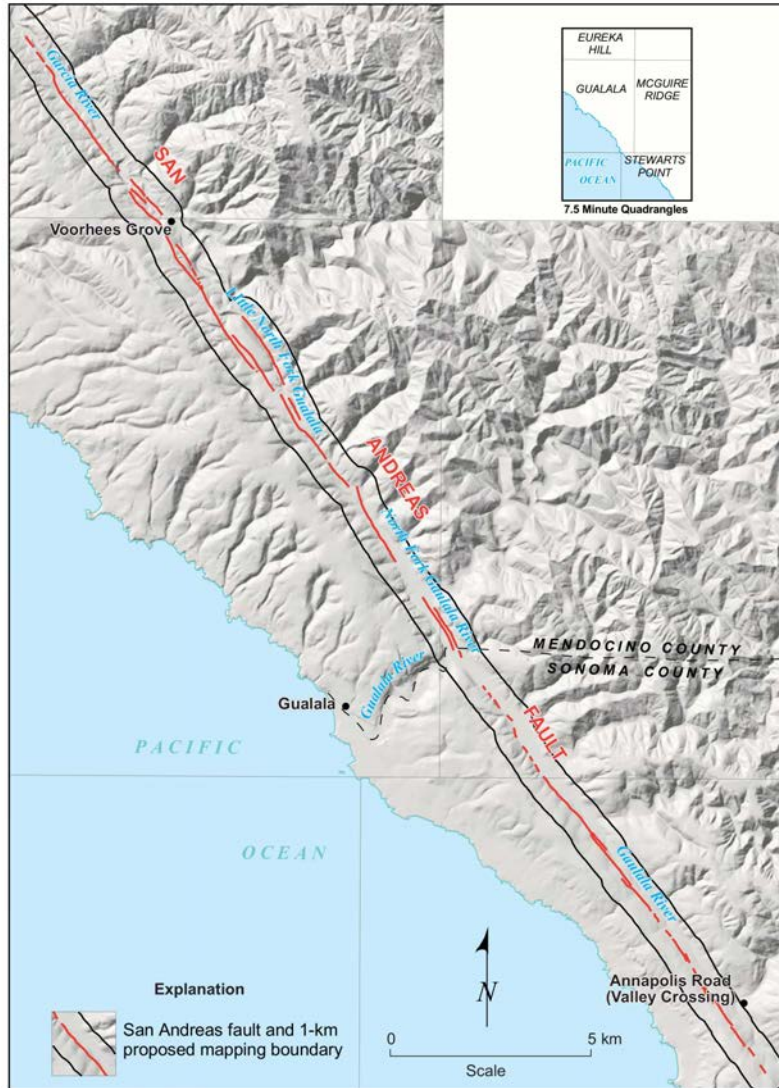 EUREKA
HILL
GUALALA
MCGUIRE
RIDGE
PACIFIC
OCEAN
STEWARTS
POINT
7.5 Minute Quadrangles
Garcia River
SAN
Voorhees Grove
Little North Fork Gualala
ANDREAS
North Fork Gaulala River
MENDOCINO COUNTY
SONOMA COUNTY
Gualala River
Gualala
FAULT
PACIFIC
OCEAN
Gaulala River
Annapolis Road
(Valley Crossing)
N
Explanation
San Andreas fault and 1-km
proposed mapping boundary
0 5 km
Scale